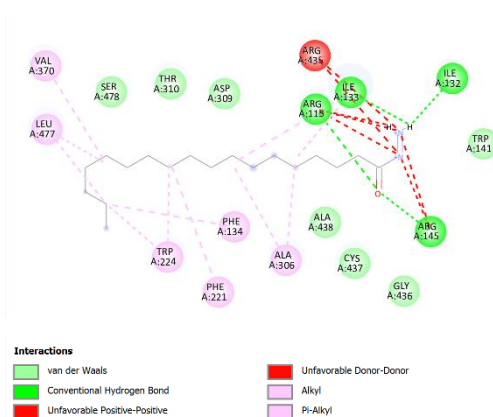 VAL
A:370
SER
A:478
THR
A:310
ASP
A:309
ARG
A:435
ILE
A:133
ILE
A:132
ARG
A:115
LEU
A:477
H
H
N
N
TRP
A:141
O
PHE
A:134
ALA
A:438
ARG
A:145
TRP
A:224
ALA
A:306
CYS
A:437
PHE
A:221
GLY
A:436
Interactions
van der Waals
Unfavorable Donor-Donor
Conventional Hydrogen Bond
Alkyl
Unfavorable Positive-Positive
Pi-Alkyl